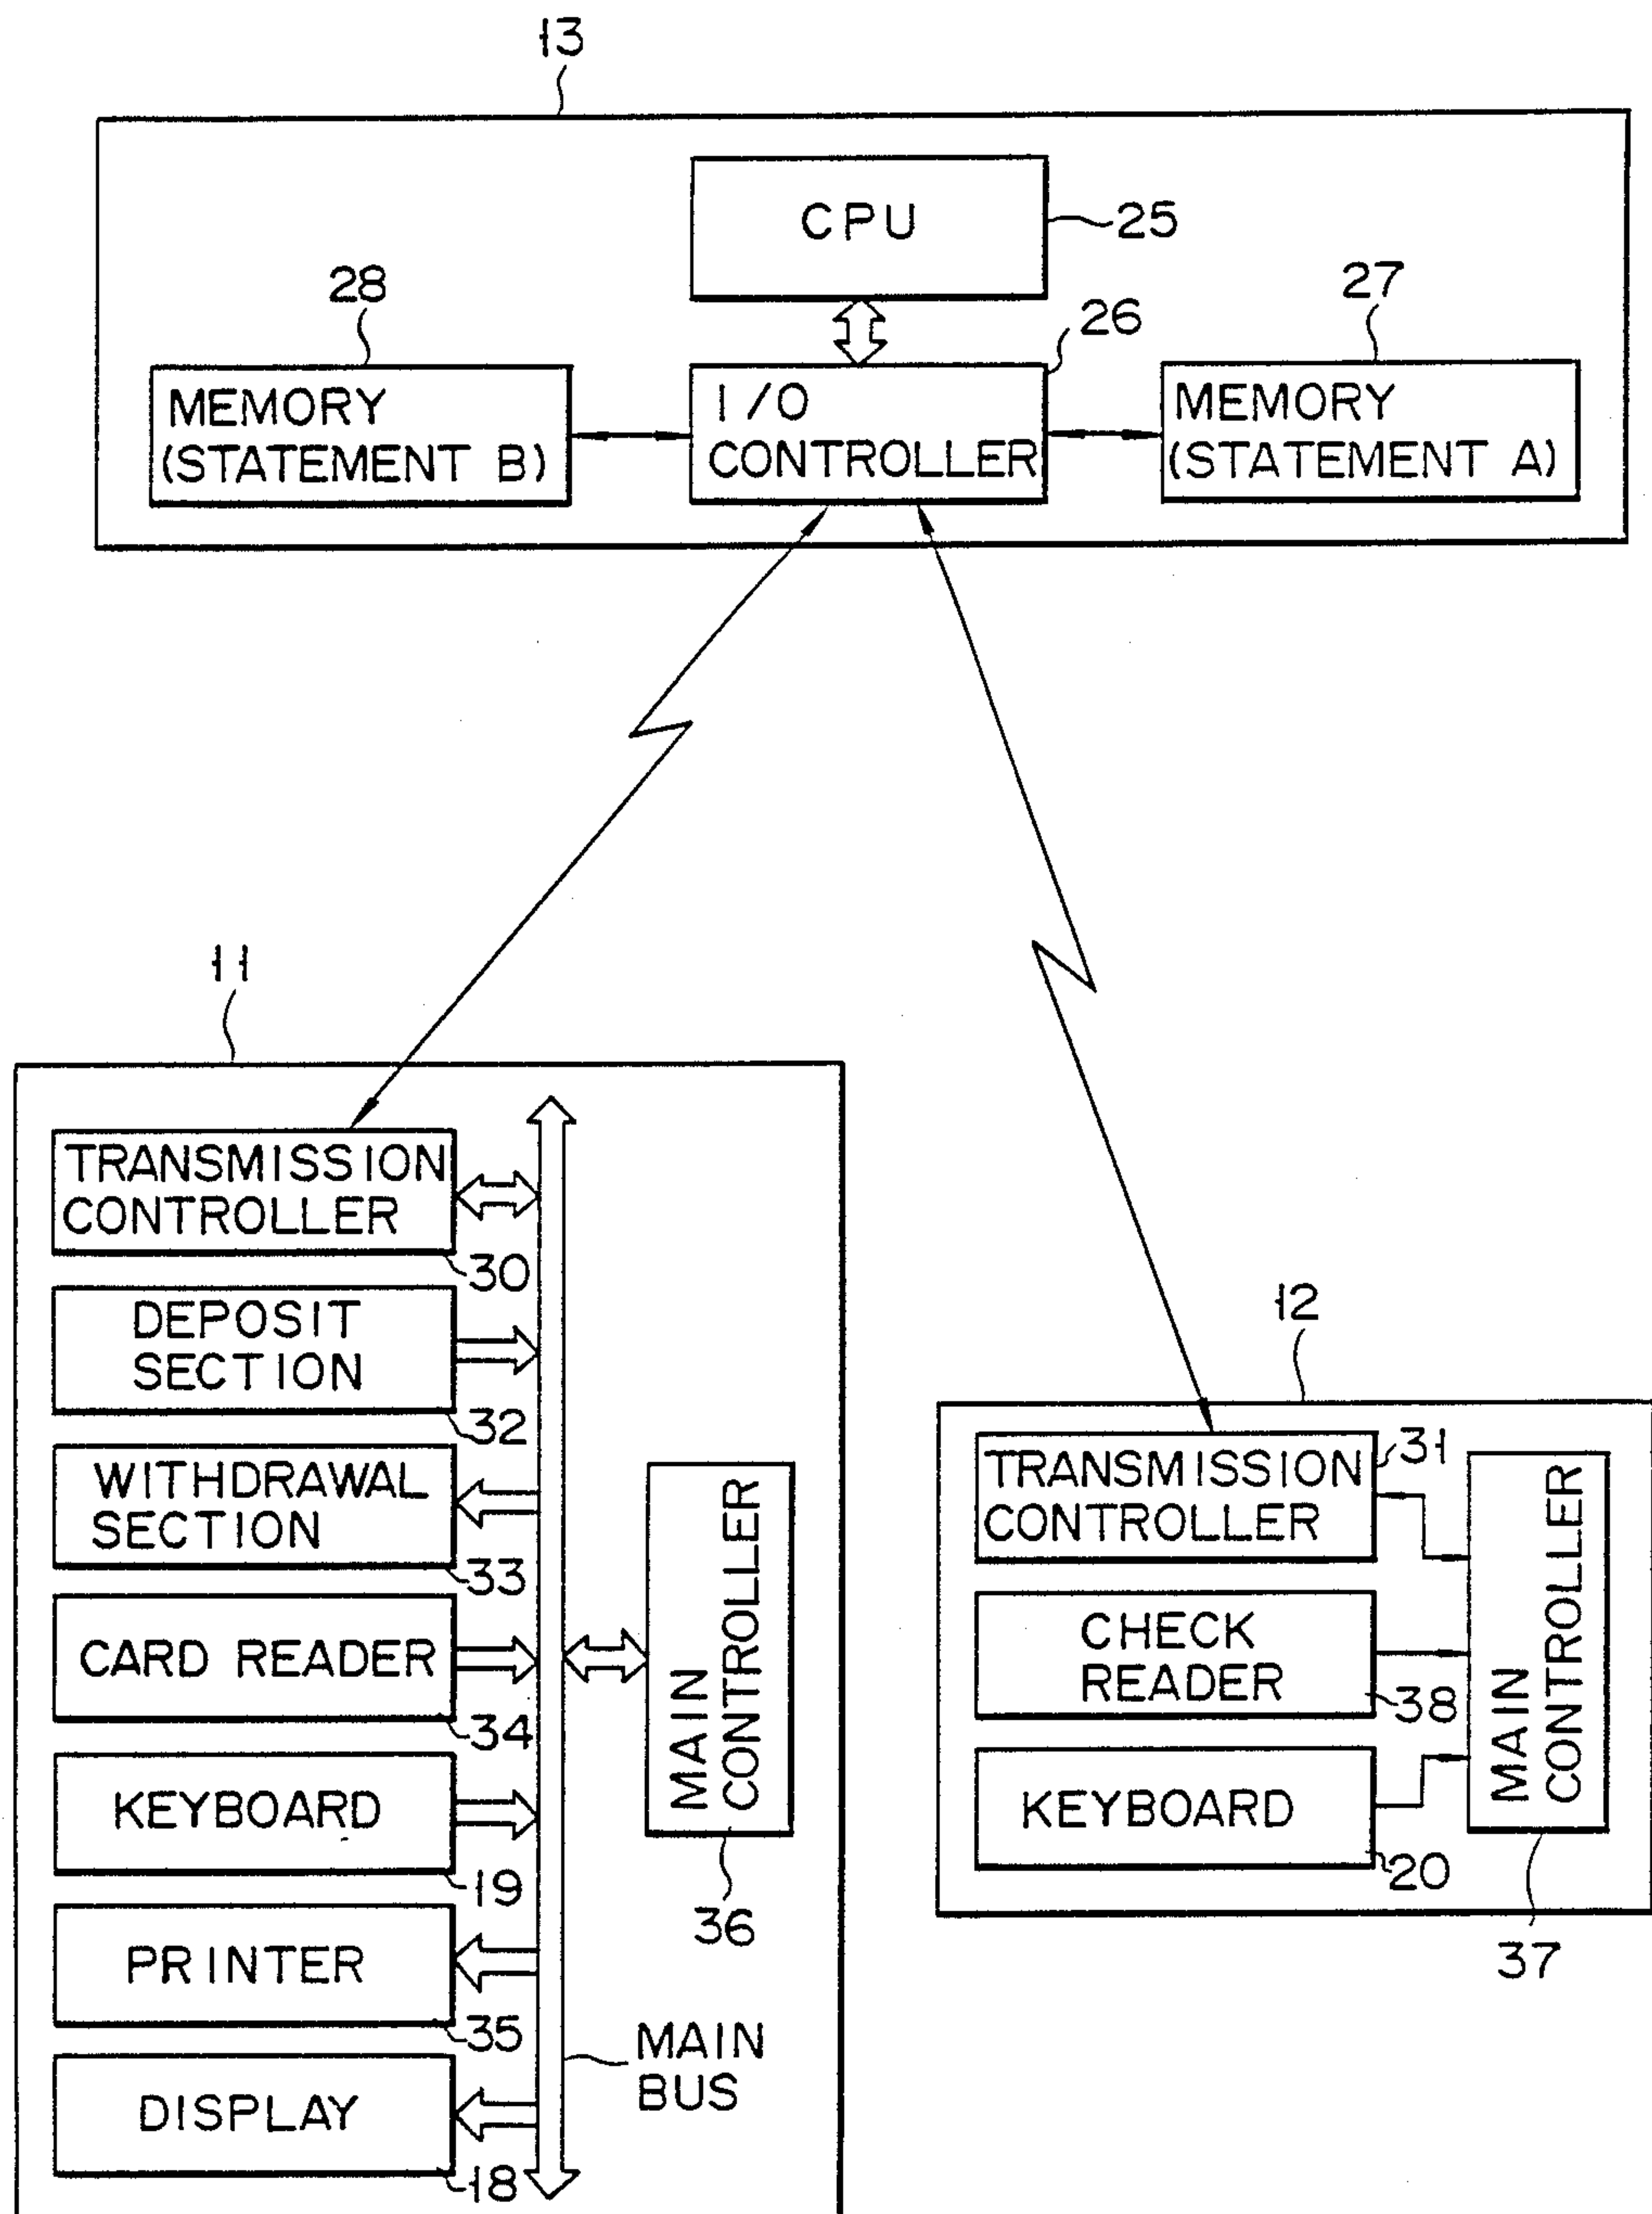 13
CPU
25
28
27
26
MEMORY
(STATEMENT B)
I/O
CONTROLLER
MEMORY
(STATEMENT A)
11
TRANSMISSION
CONTROLLER
30
DEPOSIT
SECTION
32
WITHDRAWAL
SECTION
33
CARD READER
34
KEYBOARD
19
PRINTER
35
DISPLAY
18
MAIN
CONTROLLER
36
MAIN
BUS
12
TRANSMISSION
CONTROLLER
31
CHECK
READER
38
KEYBOARD
20
MAIN
CONTROLLER
37